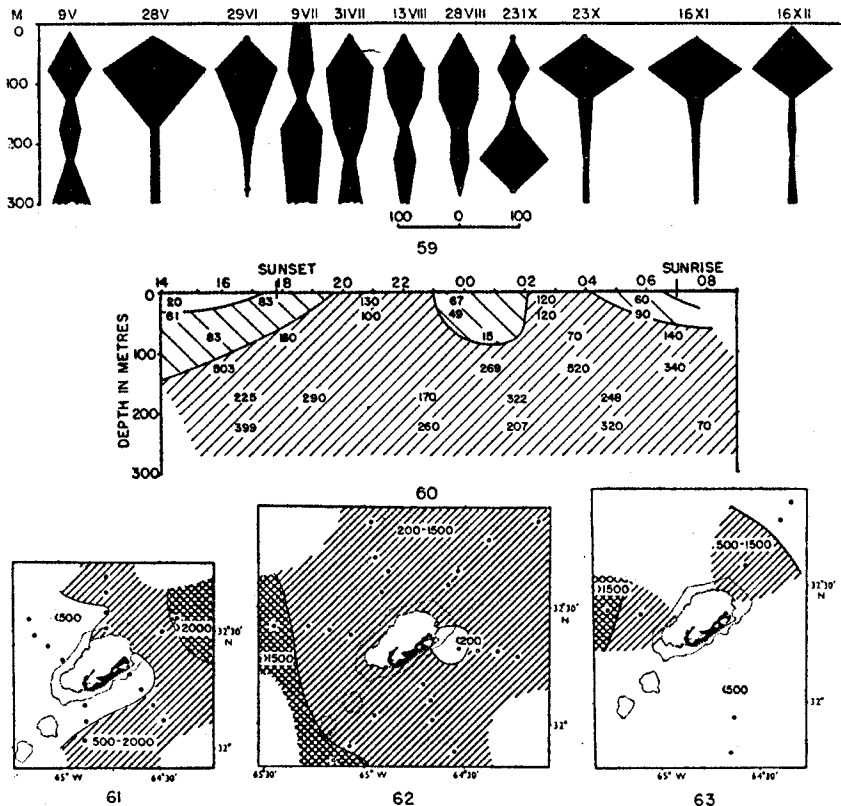 M 9V 28V 29VI 9VII 31VII 13VIII 28VIII 231X 23X 16XI 16XII
0
100
200
300
100 0 100
59
SUNSET SUNRISE
14 16 18 20 22 00 02 04 06 08
DEPTH IN METRES
0
100
200
300
20 83 130 67 120 60
61 100 49 120 90
83 180 15 70 140
803 269 520 340
225 290 170 322 248
399 260 207 320 70
60
<500
>2000
500-2000
32°30'
N
32°
65° W 64°30'
61
200-1500
<200
>1500
32°30'
N
32°
65°30' 65° W 64°30'
62
500-1500
>1500
<500
32°30'
N
32°
65° W 64°30'
63